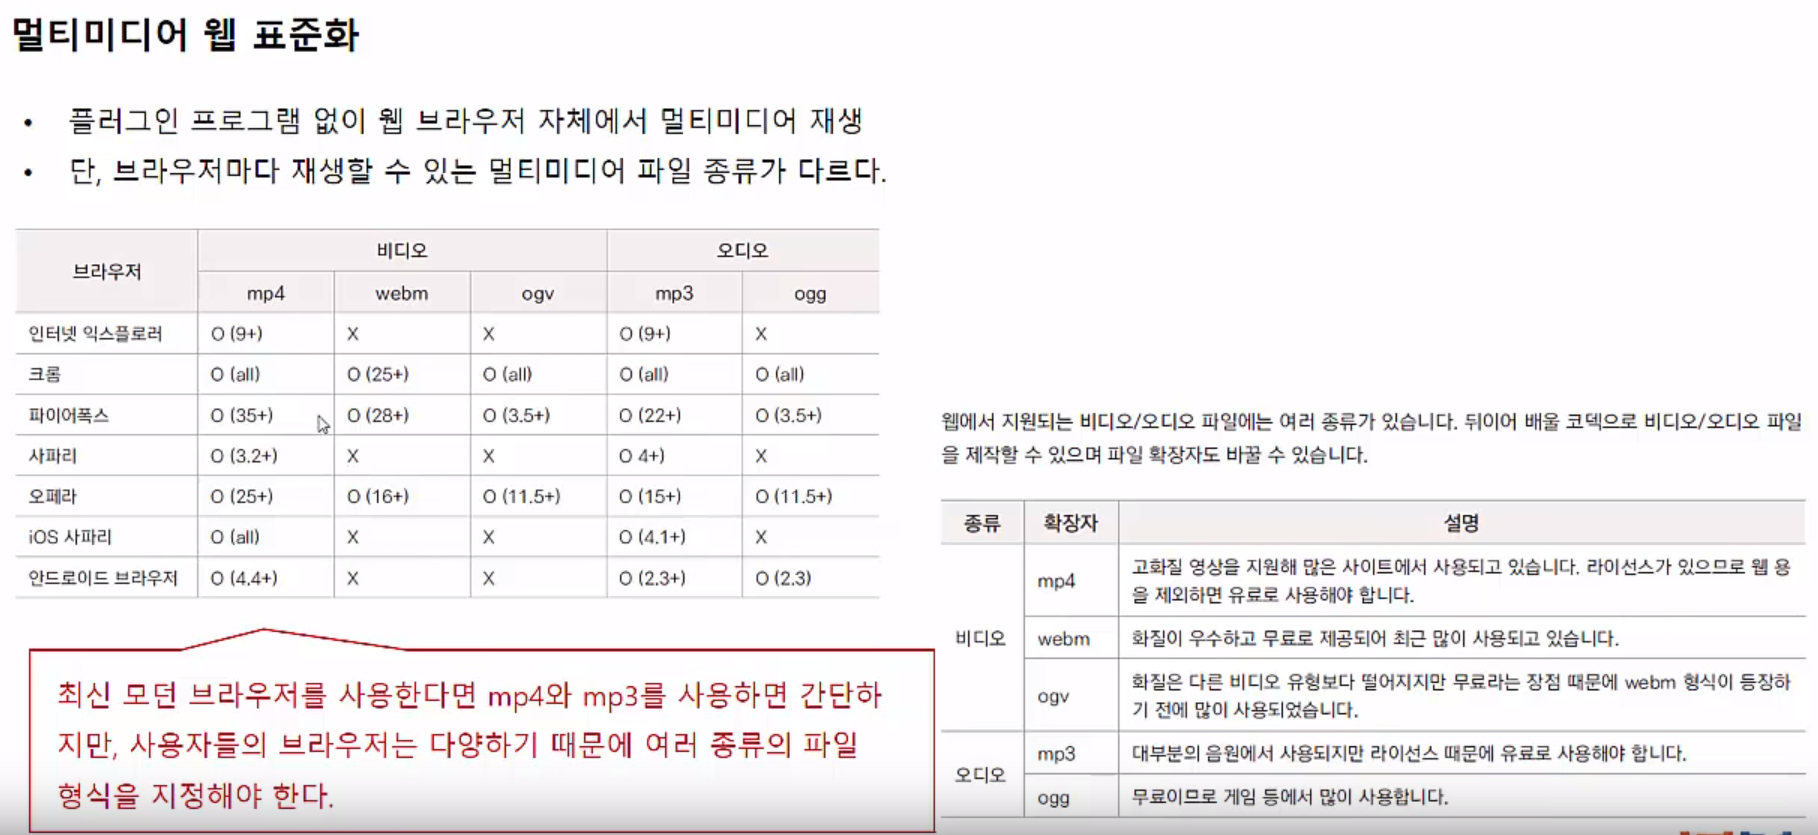 멀티미디어 웹 표준화
• 플러그인 프로그램 없이 웹 브라우저 자체에서 멀티미디어 재생
• 단, 브라우저마다 재생할 수 있는 멀티미디어 파일 종류가 다르다.
브라우저 비디오 오디오
mp4 webm ogv mp3 ogg
인터넷 익스플로러 O (9+) X X O (9+) X
크롬 O (all) O (25+) O (all) O (all) O (all)
파이어폭스 O (35+) O (28+) O (3.5+) O (22+) O (3.5+)
사파리 O (3.2+) X X O 4+) X
오페라 O (25+) O (16+) O (11.5+) O (15+) O (11.5+)
iOS 사파리 O (all) X X O (4.1+) X
안드로이드 브라우저 O (4.4+) X X O (2.3+) O (2.3)
최신 모던 브라우저를 사용한다면 mp4와 mp3를 사용하면 간단하
지만, 사용자들의 브라우저는 다양하기 때문에 여러 종류의 파일
형식을 지정해야 한다.
웹에서 지원되는 비디오/오디오 파일에는 여러 종류가 있습니다. 뒤이어 배울 코덱으로 비디오/오디오 파일
을 제작할 수 있으며 파일 확장자도 바꿀 수 있습니다.
종류 확장자 설명
비디오
mp4 고화질 영상을 지원해 많은 사이트에서 사용되고 있습니다. 라이선스가 있으므로 웹 용
을 제외하면 유료로 사용해야 합니다.
webm 화질이 우수하고 무료로 제공되어 최근 많이 사용되고 있습니다.
ogv 화질은 다른 비디오 유형보다 떨어지지만 무료라는 장점 때문에 webm 형식이 등장하
기 전에 많이 사용되었습니다.
오디오
mp3 대부분의 음원에서 사용되지만 라이선스 때문에 유료로 사용해야 합니다.
ogg 무료이므로 게임 등에서 많이 사용합니다.